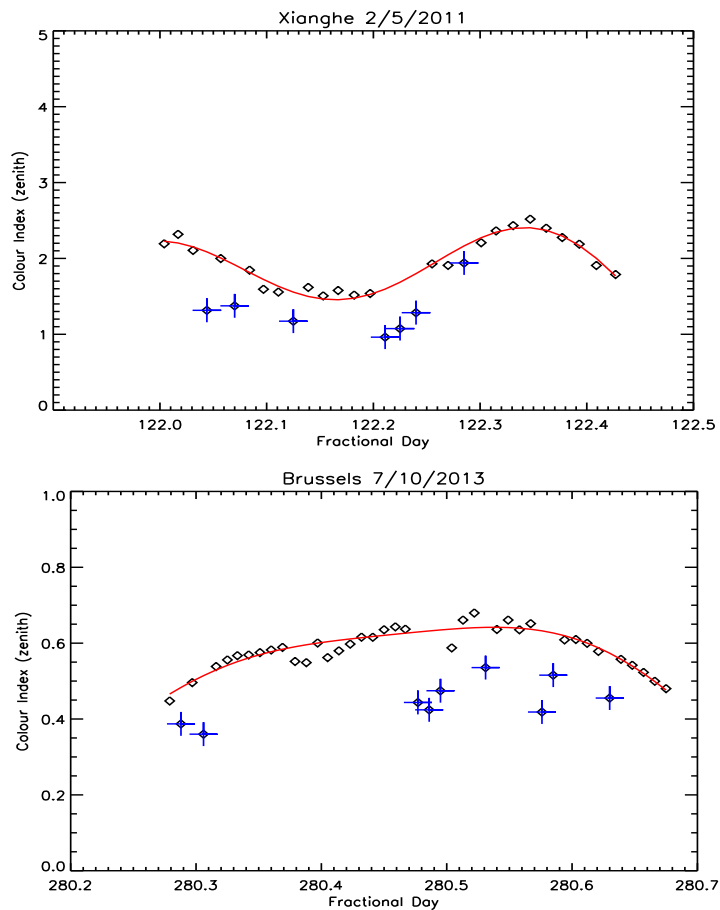 Xianghe 2/5/2011
5
4
3
2
1
0
Colour Index (zenith)
122.0 122.1 122.2 122.3 122.4 122.5
Fractional Day
Brussels 7/10/2013
1.0
0.8
0.6
0.4
0.2
0.0
Colour Index (zenith)
280.2 280.3 280.4 280.5 280.6 280.7
Fractional Day